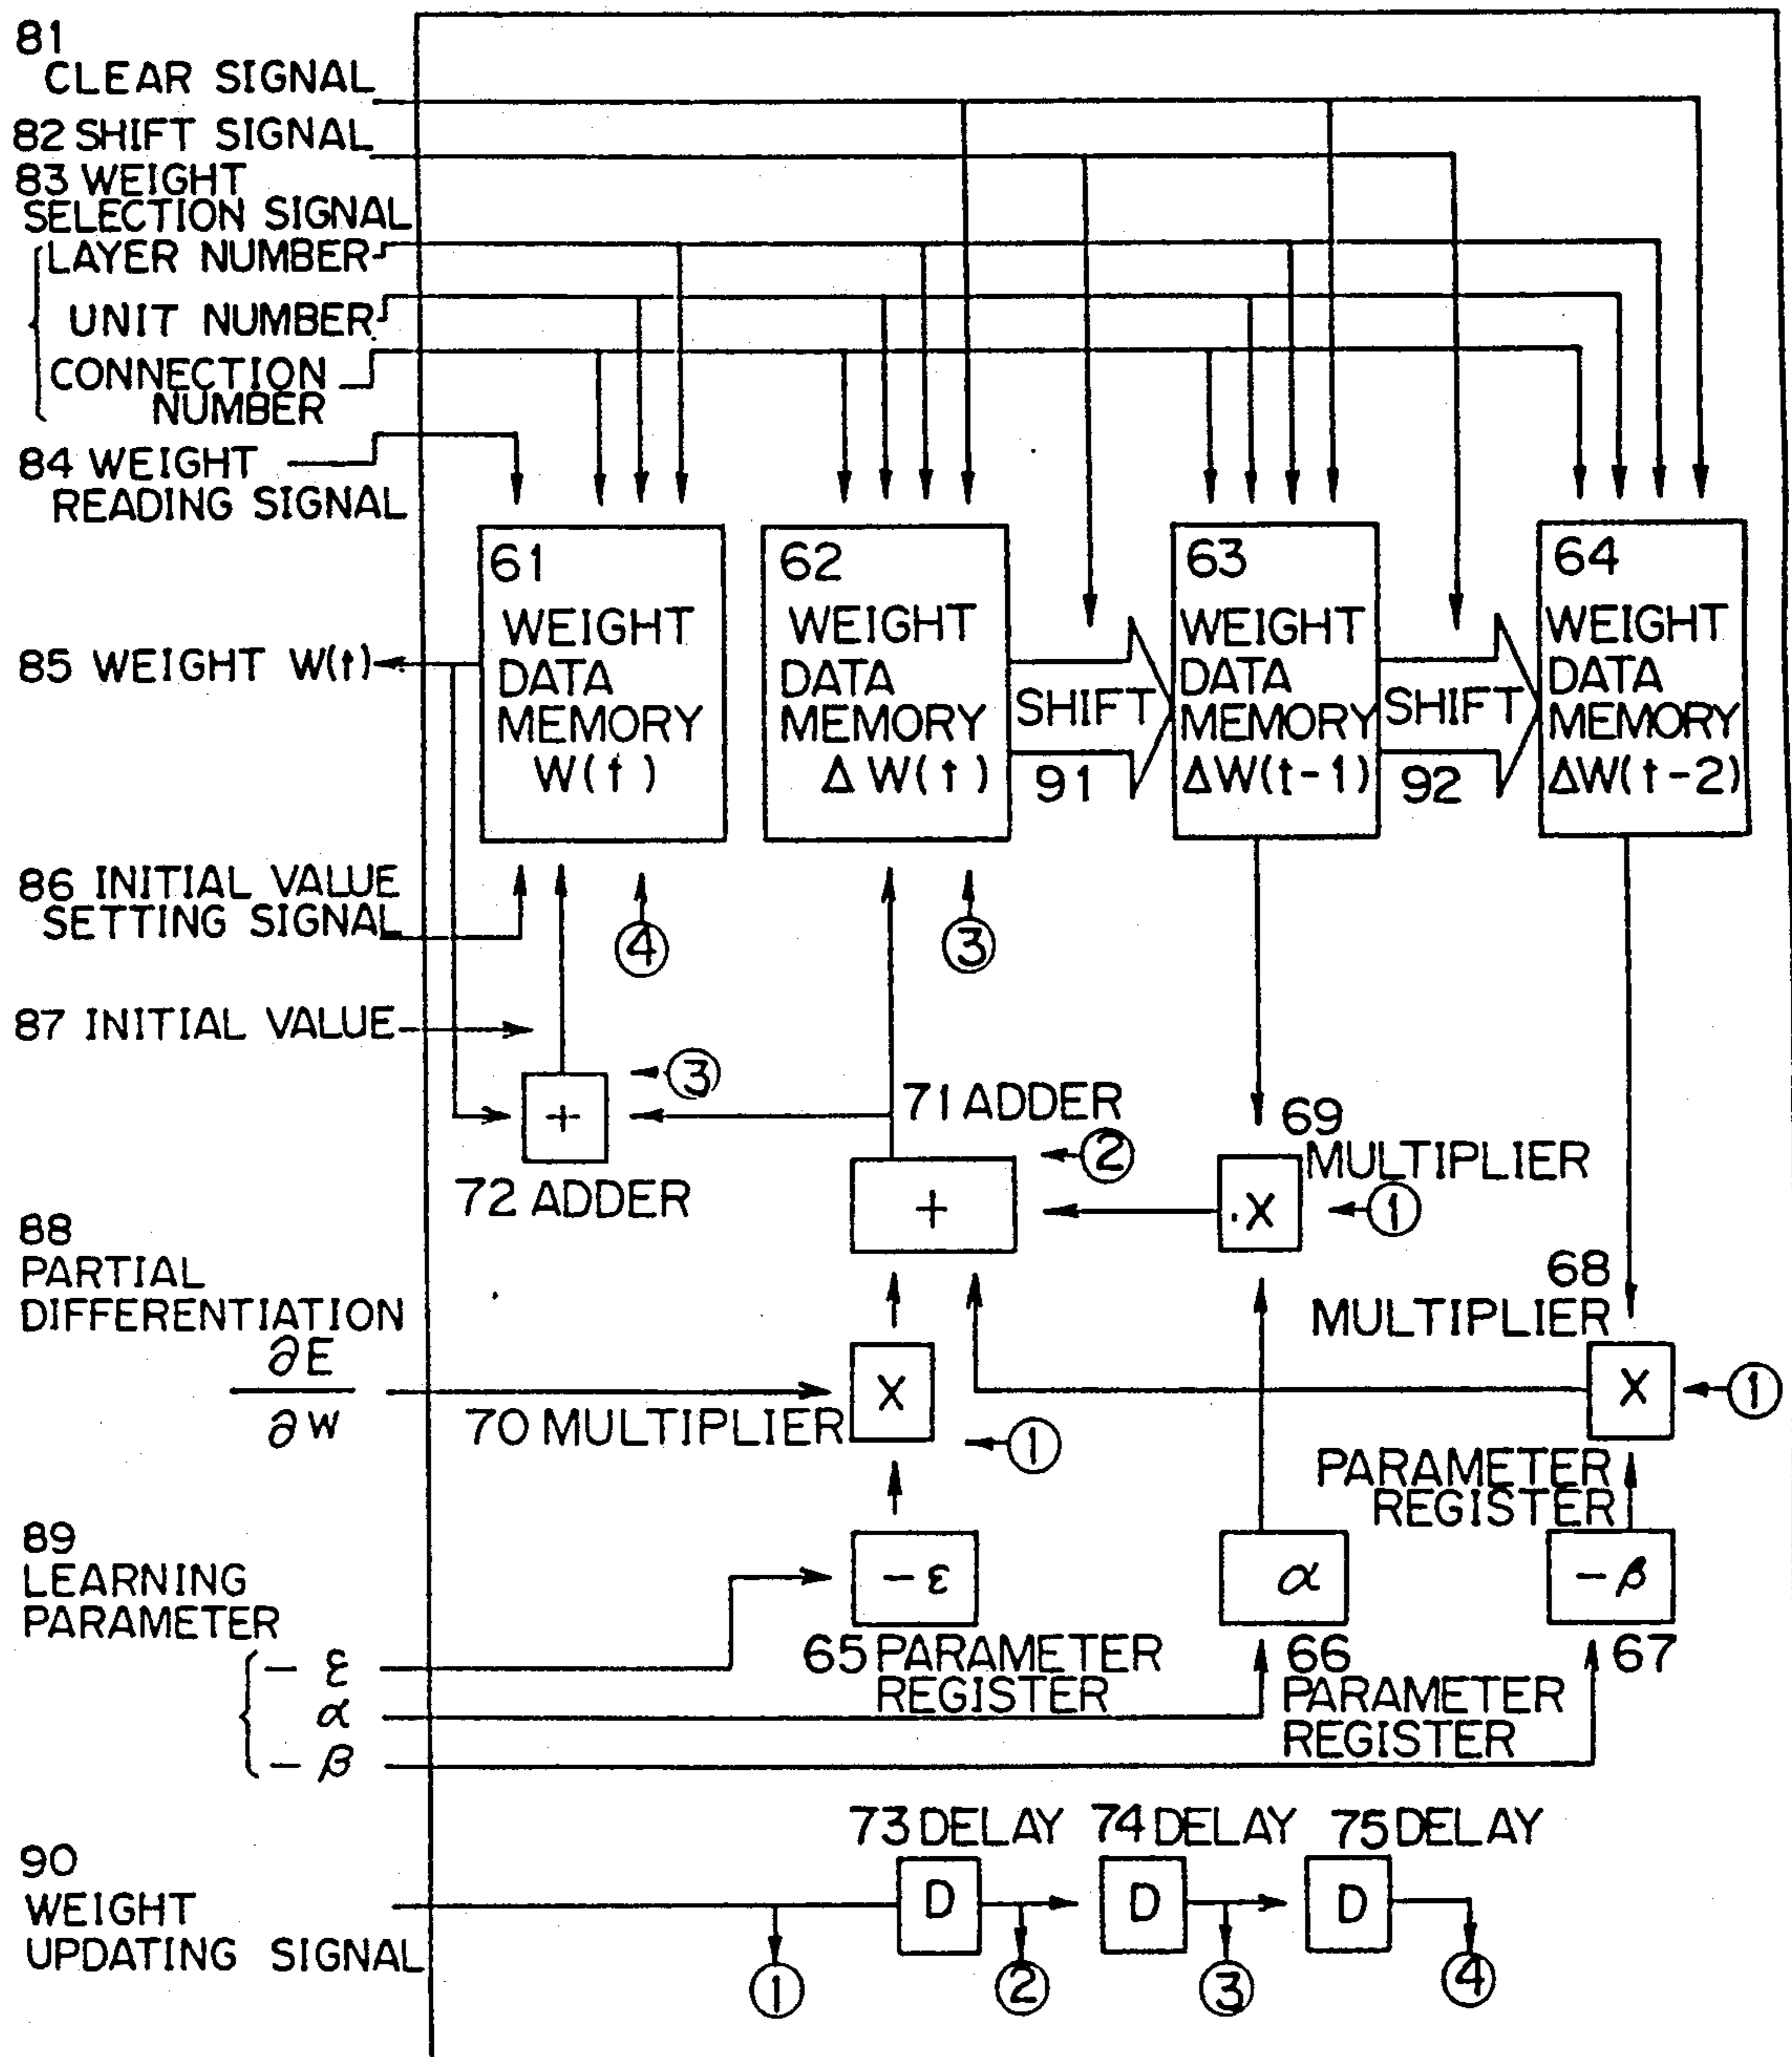 81
CLEAR SIGNAL
82 SHIFT SIGNAL
83 WEIGHT
SELECTION SIGNAL
LAYER NUMBER
UNIT NUMBER
CONNECTION
NUMBER
84 WEIGHT
READING SIGNAL
61
WEIGHT
DATA
MEMORY
W(t)
62
WEIGHT
DATA
MEMORY
ΔW(t)
SHIFT
91
63
WEIGHT
DATA
MEMORY
ΔW(t-1)
SHIFT
92
64
WEIGHT
DATA
MEMORY
ΔW(t-2)
85 WEIGHT W(t)
86 INITIAL VALUE
SETTING SIGNAL
④
③
87 INITIAL VALUE
③
+
72 ADDER
71 ADDER
②
+
69
MULTIPLIER
X
①
68
MULTIPLIER
X
①
88
PARTIAL
DIFFERENTIATION
∂E
∂W
70 MULTIPLIER
X
①
PARAMETER
REGISTER
89
LEARNING
PARAMETER
- ε
α
- β
- ε
65 PARAMETER
REGISTER
α
66
PARAMETER
REGISTER
- β
67
73 DELAY
74 DELAY
75 DELAY
90
WEIGHT
UPDATING SIGNAL
D
D
D
①
②
③
④